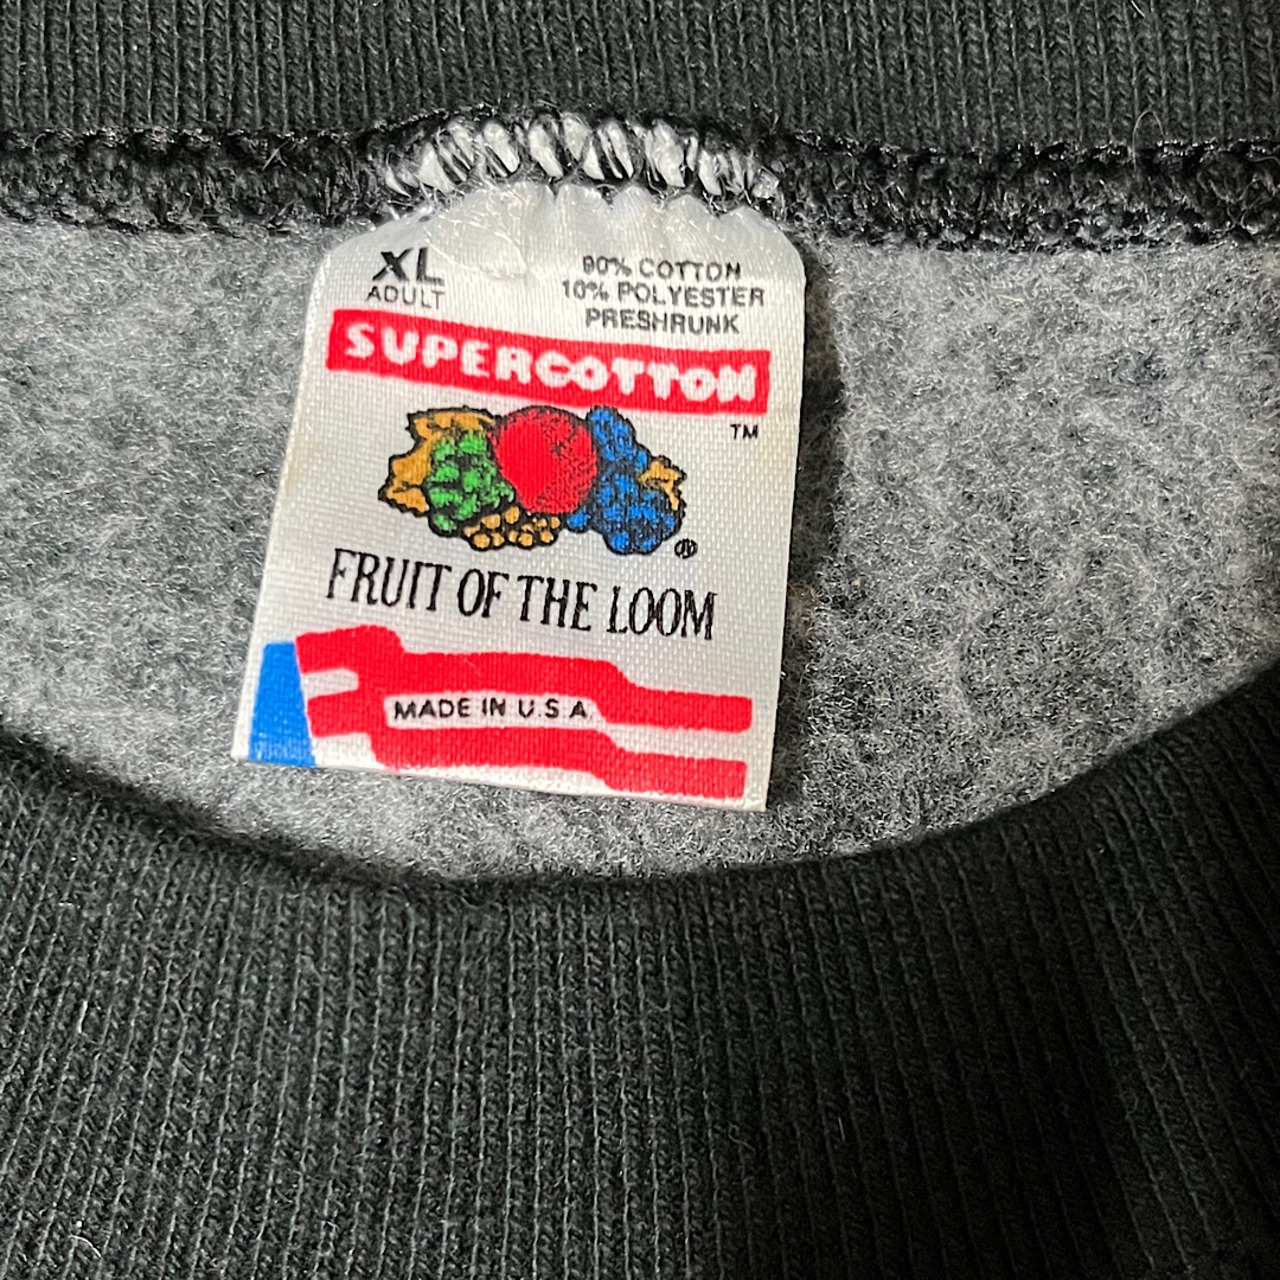 XL
ADULT
90% COTTON
10% POLYESTER
PRESHRUNK
SUPERCOTTON
TM
®
FRUIT OF THE LOOM
MADE IN U.S.A.